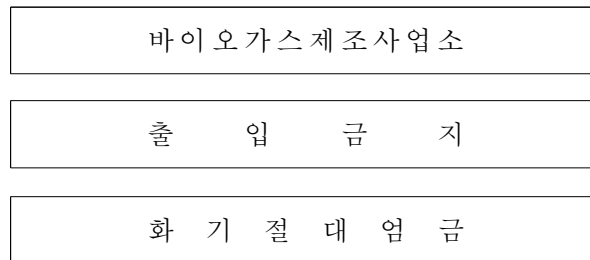 바이오가스제조사업소
출 입 금 지
화 기 절 대 엄 금